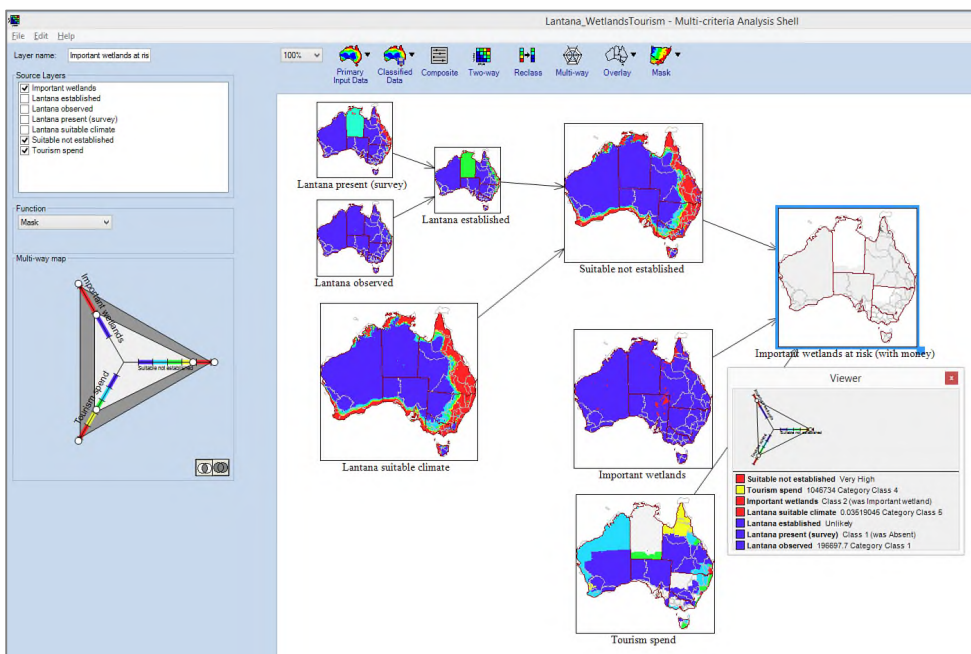 Lantana_WetlandsTourism - Multi-criteria Analysis Shell
File Edit Help
Layer name: Important wetlands at ris
100%
Primary Input Data
Classified Data
Composite
Two-way
Reclass
Multi-way
Overlay
Mask
Source Layers
Important wetlands
Lantana established
Lantana observed
Lantana present (survey)
Lantana suitable climate
Suitable not established
Tourism spend
Function
Mask
Multi-way map
Important wetlands
Suitable not established
Tourism spend
Lantana present (survey)
Lantana established
Lantana observed
Suitable not established
Lantana suitable climate
Important wetlands
Tourism spend
Important wetlands at risk (with money)
Viewer
x
Suitable not established
Suitable not established Very High
Tourism spend 1046734 Category Class 4
Important wetlands Class 2 (was Important wetland)
Lantana suitable climate 0.03519045 Category Class 5
Lantana established Unlikely
Lantana present (survey) Class 1 (was Absent)
Lantana observed 196697.7 Category Class 1